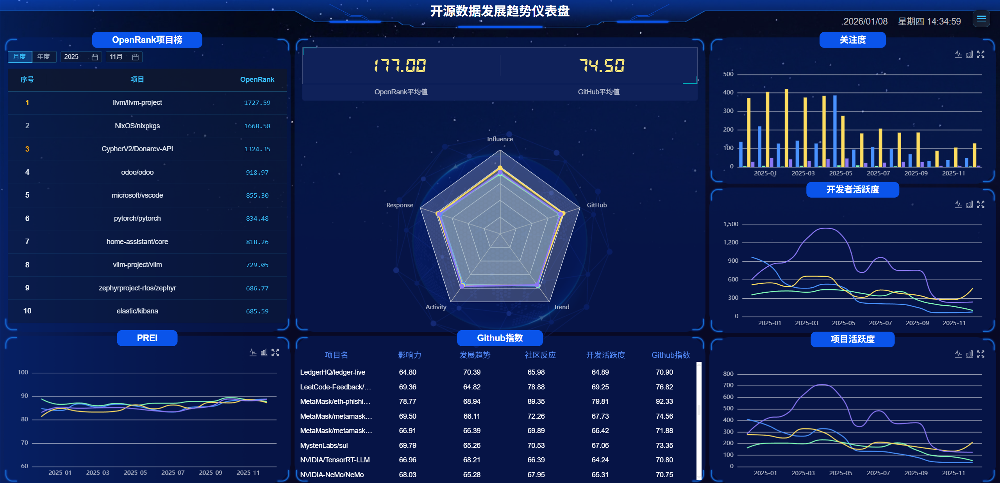 开源数据发展趋势仪表盘
2026/01/08 星期四 14:34:59
OpenRank项目榜
月度 年度 2025 11月
序号 项目 OpenRank
1 llvm/llvm-project 1727.59
2 NixOS/nixpkgs 1668.58
3 CypherV2/Donarev-API 1324.35
4 odoo/odoo 918.97
5 microsoft/vscode 855.30
6 pytorch/pytorch 834.48
7 home-assistant/core 818.26
8 vllm-project/vllm 729.05
9 zephyrproject-rtos/zephyr 686.77
10 elastic/kibana 685.59
PREI
100
90
80
70
60
2025-01 2025-03 2025-05 2025-07 2025-09 2025-11
177.00 74.50
OpenRank平均值 GitHub平均值
Influence
Response GitHub
Activity Trend
Github指数
项目名 影响力 发展趋势 社区反应 开发活跃度 Github指数
LedgerHQ/ledger-live 64.80 70.39 65.98 64.89 70.90
LeetCode-Feedback/... 69.36 64.82 78.88 69.25 76.82
MetaMask/eth-phishi... 78.77 68.94 89.35 79.81 92.33
MetaMask/metamask... 69.50 66.11 72.26 67.73 74.56
MetaMask/metamask... 66.91 66.39 69.89 66.42 71.88
MystenLabs/sui 69.79 65.26 70.53 67.06 73.35
NVIDIA/TensorRT-LLM 66.96 68.21 66.39 64.24 70.80
NVIDIA-NeMo/NeMo 68.03 65.28 67.95 65.31 70.75
关注度
500
400
300
200
100
0
2025-01 2025-03 2025-05 2025-07 2025-09 2025-11
开发者活跃度
1,500
1,200
900
600
300
0
2025-01 2025-03 2025-05 2025-07 2025-09 2025-11
项目活跃度
800
700
600
500
400
300
200
100
0
2025-01 2025-03 2025-05 2025-07 2025-09 2025-11